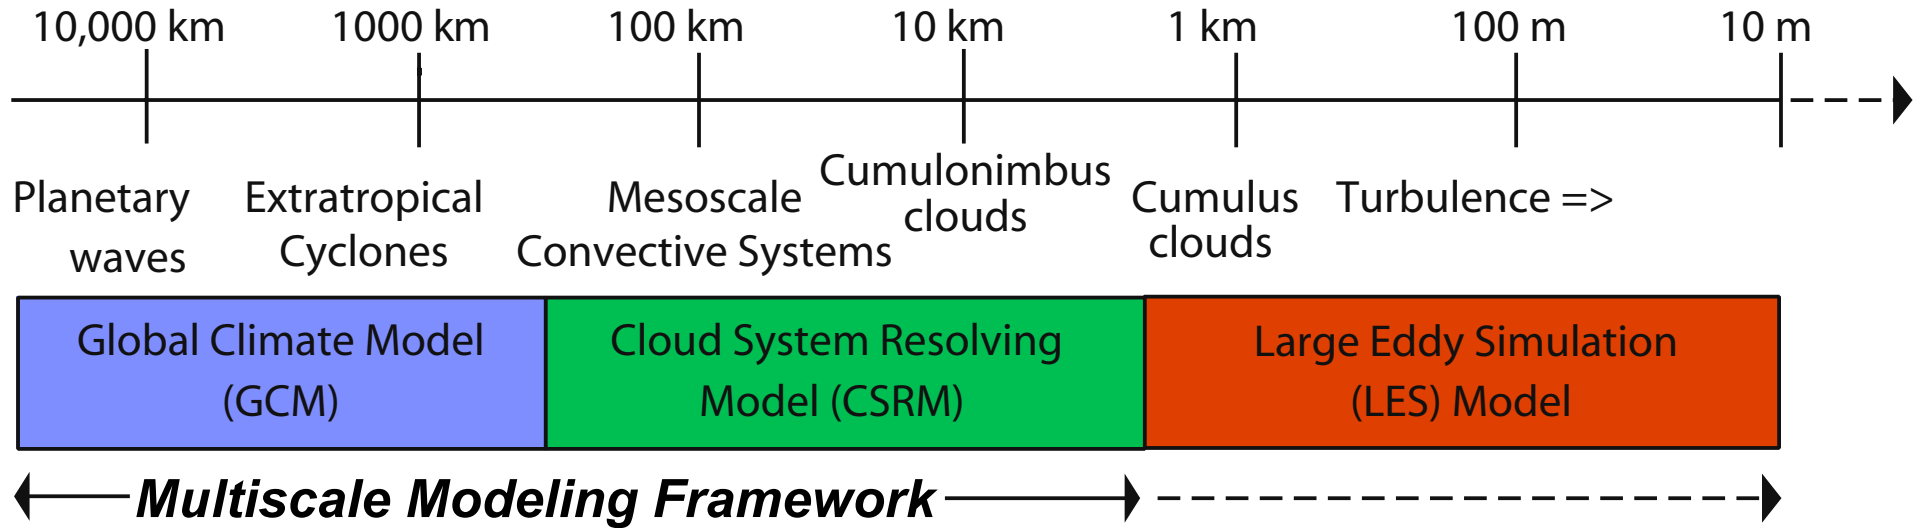 10,000 km 1000 km 100 km 10 km 1 km 100 m 10 m
Planetary
waves
Extratropical
Cyclones
Mesoscale
Convective Systems
Cumulonimbus
clouds
Cumulus
clouds
Turbulence =>
Global Climate Model
(GCM)
Cloud System Resolving
Model (CSRM)
Large Eddy Simulation
(LES) Model
Multiscale Modeling Framework